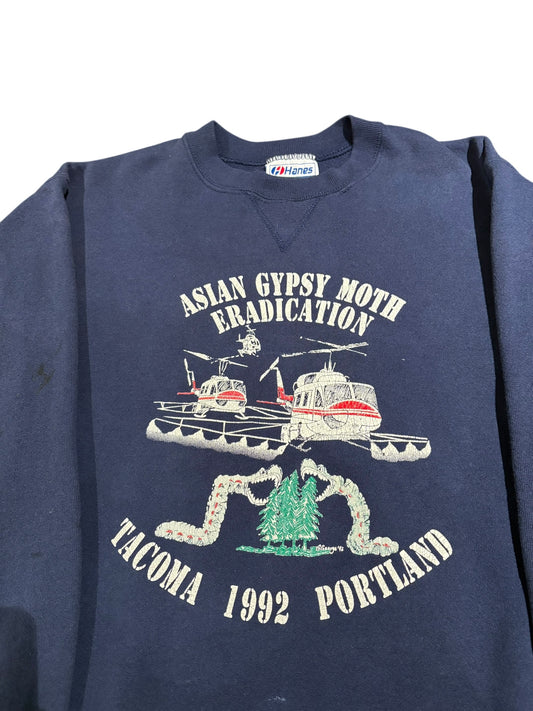 Hanes
ASIAN GYPSY MOTH
ERADICATION
TACOMA 1992 PORTLAND